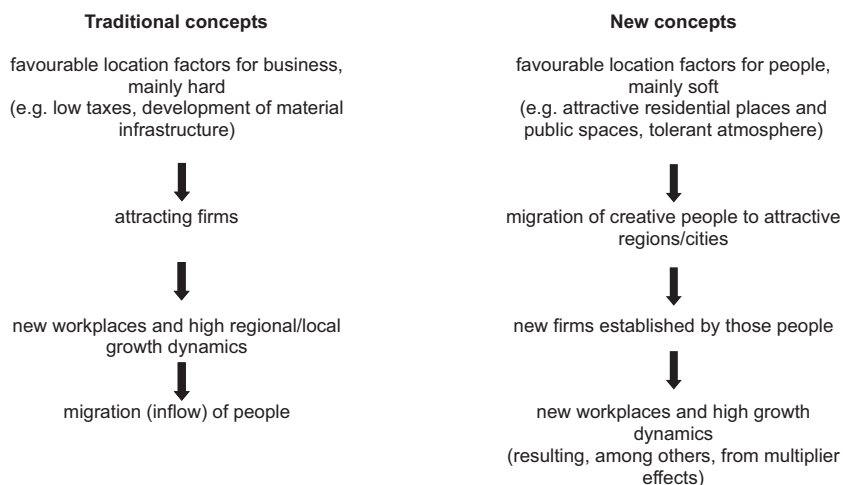 Traditional concepts
favourable location factors for business,
mainly hard
(e.g. low taxes, development of material
infrastructure)
attracting firms
new workplaces and high regional/local
growth dynamics
migration (inflow) of people
New concepts
favourable location factors for people,
mainly soft
(e.g. attractive residential places and
public spaces, tolerant atmosphere)
migration of creative people to attractive
regions/cities
new firms established by those people
new workplaces and high growth
dynamics
(resulting, among others, from multiplier
effects)